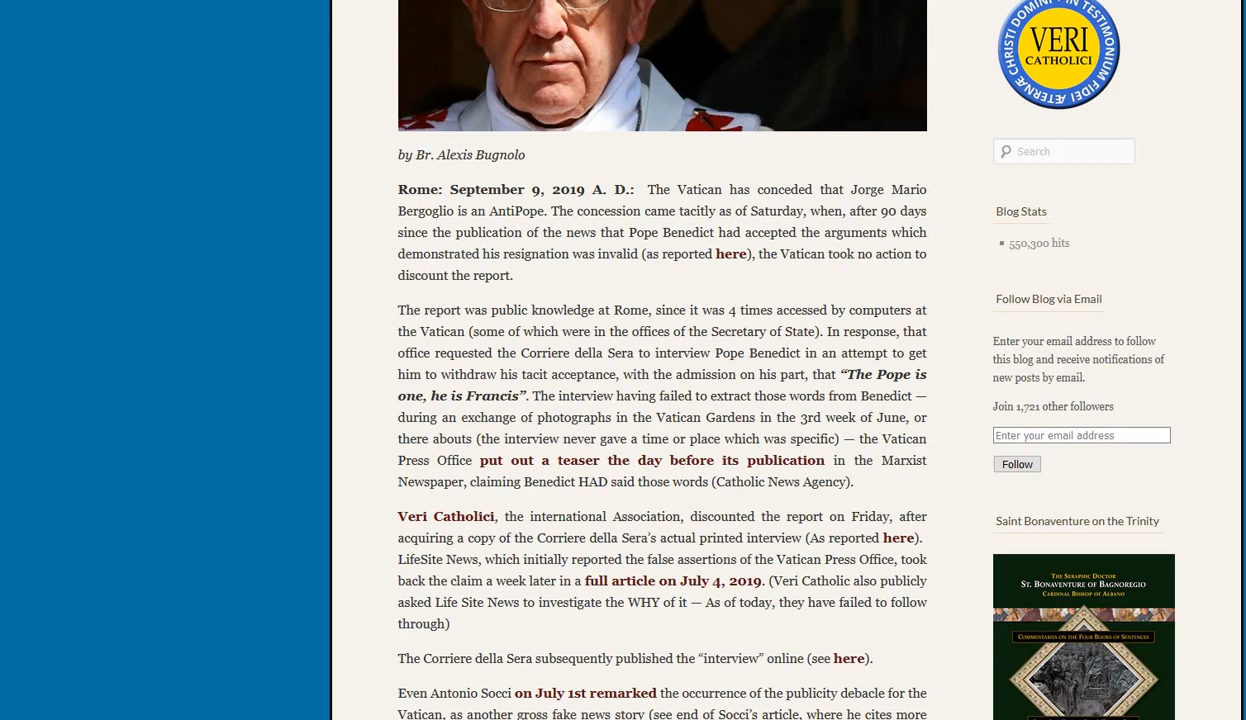 by Br. Alexis Bugnolo
Rome: September 9, 2019 A. D.: The Vatican has conceded that Jorge Mario
Bergoglio is an AntiPope. The concession came tacitly as of Saturday, when, after 90 days
since the publication of the news that Pope Benedict had accepted the arguments which
demonstrated his resignation was invalid (as reported here), the Vatican took no action to
discount the report.
The report was public knowledge at Rome, since it was 4 times accessed by computers at
the Vatican (some of which were in the offices of the Secretary of State). In response, that
office requested the Corriere della Sera to interview Pope Benedict in an attempt to get
him to withdraw his tacit acceptance, with the admission on his part, that “The Pope is
one, he is Francis”. The interview having failed to extract those words from Benedict —
during an exchange of photographs in the Vatican Gardens in the 3rd week of June, or
there abouts (the interview never gave a time or place which was specific) — the Vatican
Press Office put out a teaser the day before its publication in the Marxist
Newspaper, claiming Benedict HAD said those words (Catholic News Agency).
Veri Catholici, the international Association, discounted the report on Friday, after
acquiring a copy of the Corriere della Sera’s actual printed interview (As reported here).
LifeSite News, which initially reported the false assertions of the Vatican Press Office, took
back the claim a week later in a full article on July 4, 2019. (Veri Catholic also publicly
asked Life Site News to investigate the WHY of it — As of today, they have failed to follow
through)
The Corriere della Sera subsequently published the “interview” online (see here).
Even Antonio Socci on July 1st remarked the occurrence of the publicity debacle for the
Vatican, as another gross fake news story (see end of Socci’s article, where he cites more
ÆTERNÆ CHRISTI DOMINI • IN TESTIMONIUM FIDEI
VERI
CATHOLICI
Search
Blog Stats
550,300 hits
Follow Blog via Email
Enter your email address to follow
this blog and receive notifications of
new posts by email.
Join 1,721 other followers
Enter your email address
Follow
Saint Bonaventure on the Trinity
THE SERAPHIC DOCTOR
ST. BONAVENTURE OF BAGNOREGIO
CARDINAL BISHOP OF ALBANO
COMMENTARIES ON THE FOUR BOOKS OF SENTENCES